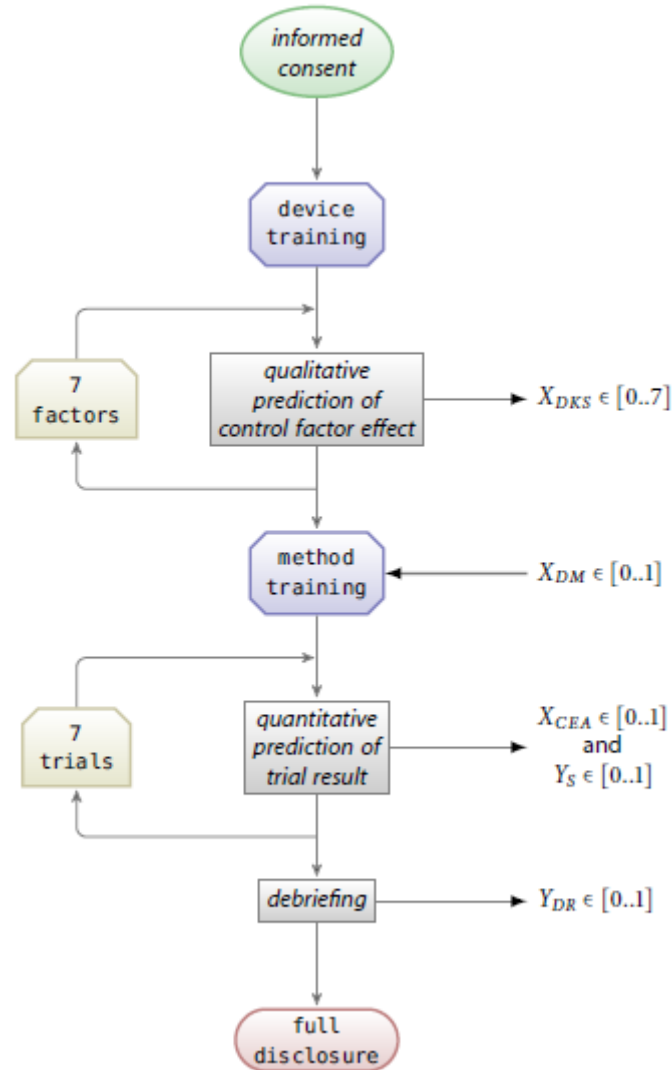 informed
consent
device
training
7
factors
qualitative
prediction of
control factor effect
X_DKS ∈ [0..7]
method
training
X_DM ∈ [0..1]
7
trials
quantitative
prediction of
trial result
X_CEA ∈ [0..1]
and
Y_S ∈ [0..1]
debriefing
Y_DR ∈ [0..1]
full
disclosure